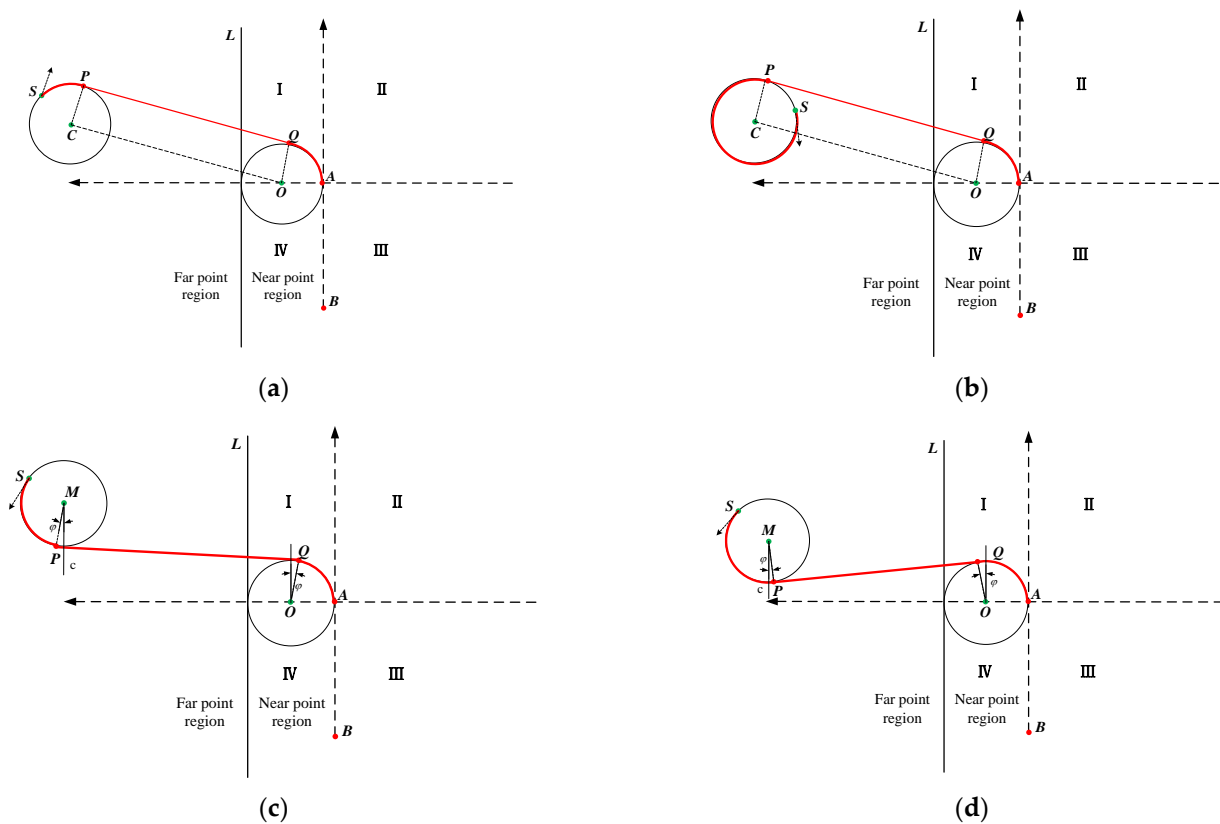 L
P
I
II
S
C
Q
A
O
IV
III
Far point
region
Near point
region
B
(a)
L
P
I
II
S
C
Q
A
O
IV
III
Far point
region
Near point
region
B
(b)
L
S
I
II
M
φ
P
c
Q
φ
A
O
IV
III
Far point
region
Near point
region
B
(c)
L
S
I
II
M
φ
c
P
Q
φ
A
O
IV
III
Far point
region
Near point
region
B
(d)